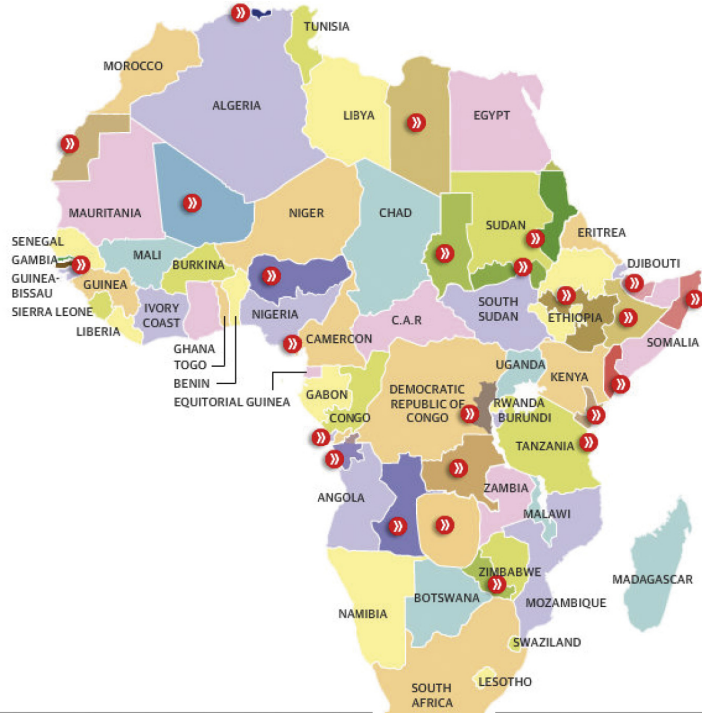 TUNISIA
MOROCCO
ALGERIA
LIBYA
EGYPT
MAURITANIA
NIGER
CHAD
SUDAN
ERITREA
SENEGAL
GAMBIA
MALI
BURKINA
DJIBOUTI
GUINEA-
BISSAU
GUINEA
SIERRA LEONE
IVORY
COAST
NIGERIA
SOUTH
SUDAN
ETHIOPIA
LIBERIA
C.A.R
CAMERCON
SOMALIA
GHANA
TOGO
BENIN
EQUITORIAL GUINEA
UGANDA
KENYA
GABON
CONGO
DEMOCRATIC
REPUBLIC OF
CONGO
RWANDA
BURUNDI
TANZANIA
ANGOLA
ZAMBIA
MALAWI
ZIMBABWE
MADAGASCAR
NAMIBIA
BOTSWANA
MOZAMBIQUE
SWAZILAND
LESOTHO
SOUTH
AFRICA